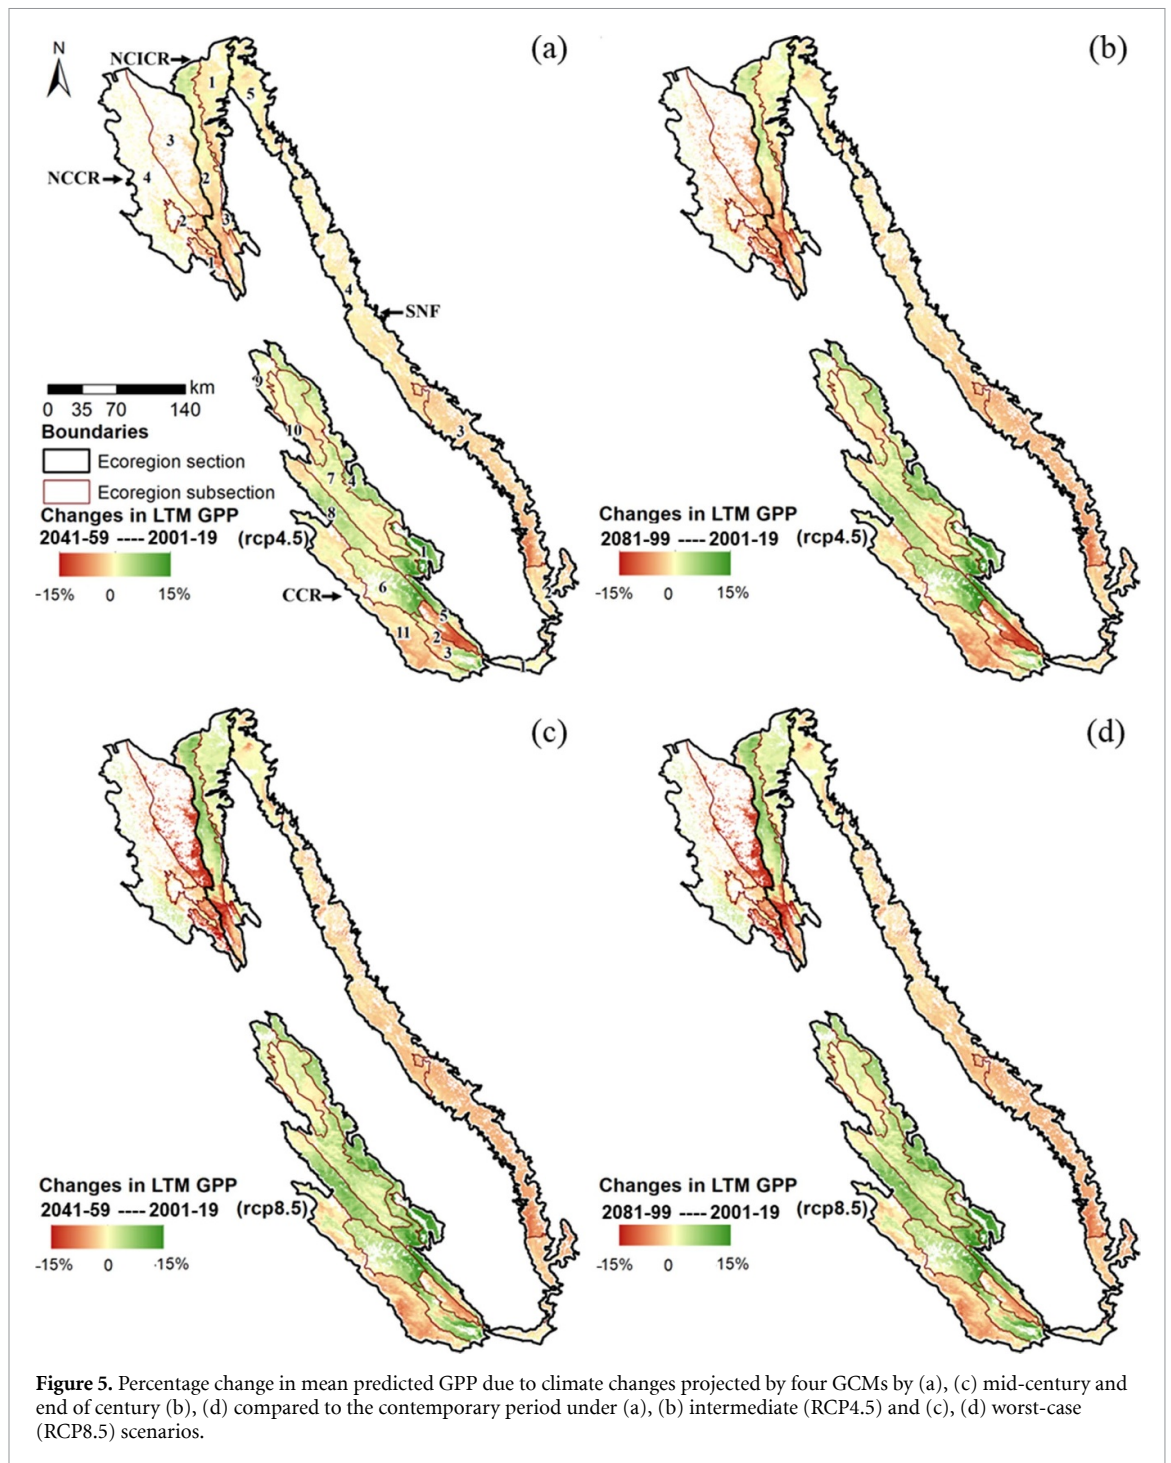 N
NCICR
(a)
1
5
3
NCCR
4
2
2
3
1
4
SNF
km
0 35 70 140
Boundaries
Ecoregion section
Ecoregion subsection
Changes in LTM GPP
2041-59 ---- 2001-19 (rcp4.5)
-15% 0 15%
9
10
3
7
4
8
1
CCR
6
5
2
11
2
3
1
(b)
Changes in LTM GPP
2081-99 ---- 2001-19 (rcp4.5)
-15% 0 15%
(c)
Changes in LTM GPP
2041-59 ---- 2001-19 (rcp8.5)
-15% 0 ·15%
(d)
Changes in LTM GPP
2081-99 ---- 2001-19 (rcp8.5)
-15% 0 15%
Figure 5. Percentage change in mean predicted GPP due to climate changes projected by four GCMs by (a), (c) mid-century and
end of century (b), (d) compared to the contemporary period under (a), (b) intermediate (RCP4.5) and (c), (d) worst-case
(RCP8.5) scenarios.